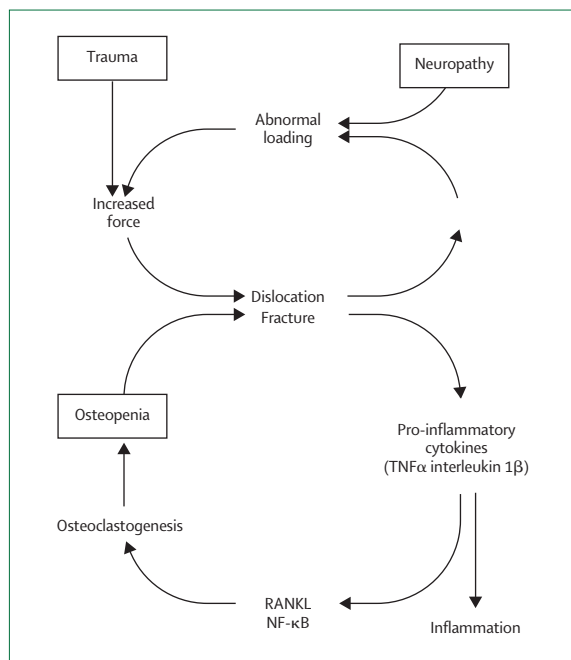 Trauma
Neuropathy
Abnormal
loading
Increased
force
Dislocation
Fracture
Osteopenia
Pro-inflammatory
cytokines
(TNFα interleukin 1β)
Osteoclastogenesis
RANKL
NF-κB
Inflammation